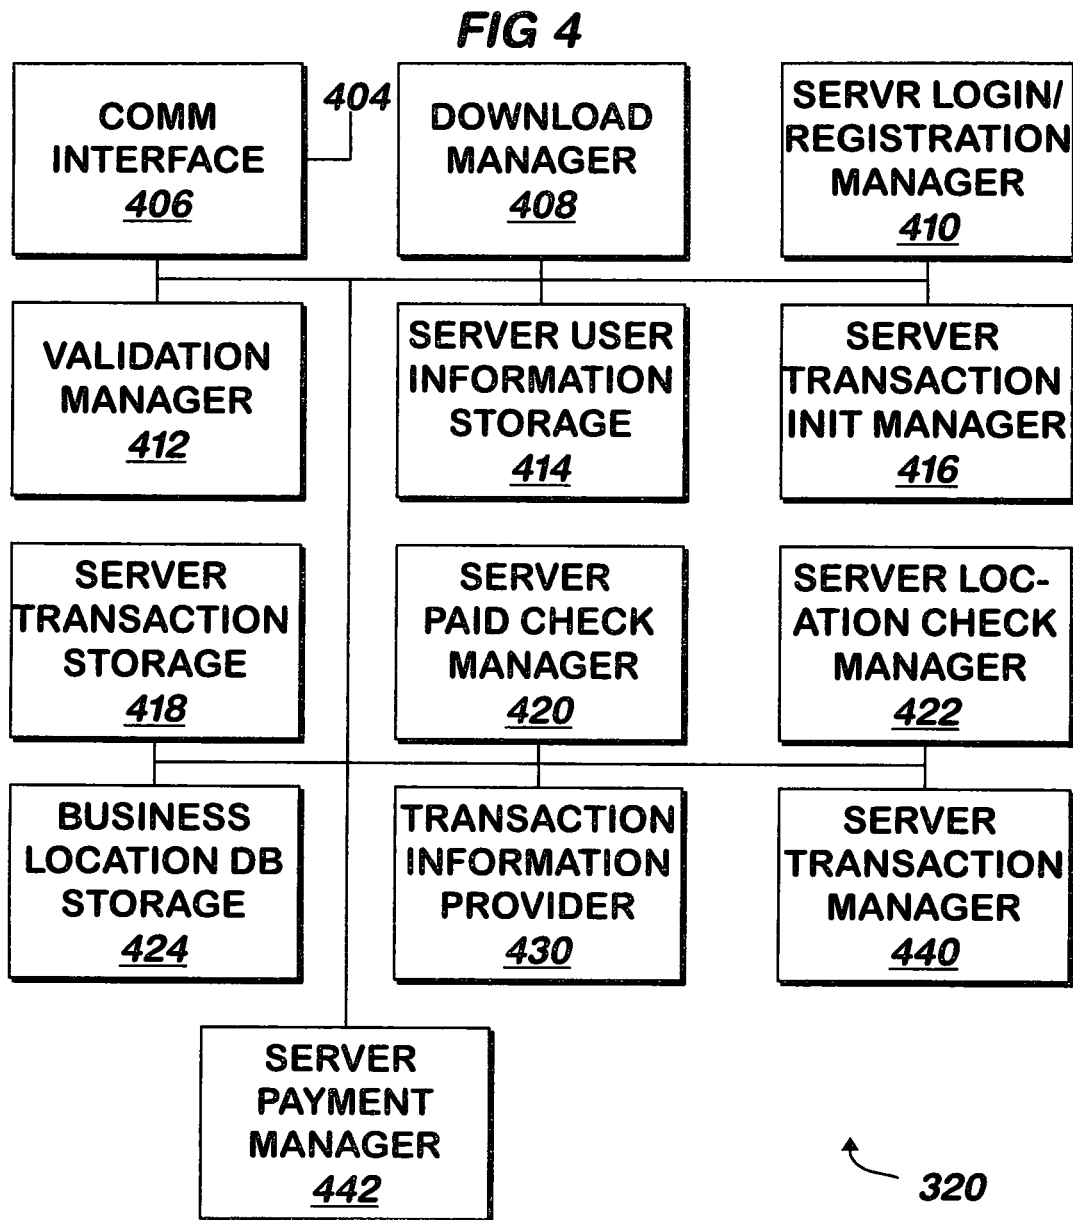 FIG 4
COMM
INTERFACE
406
404
DOWNLOAD
MANAGER
408
SERVR LOGIN/
REGISTRATION
MANAGER
410
VALIDATION
MANAGER
412
SERVER USER
INFORMATION
STORAGE
414
SERVER
TRANSACTION
INIT MANAGER
416
SERVER
TRANSACTION
STORAGE
418
SERVER
PAID CHECK
MANAGER
420
SERVER LOC-
ATION CHECK
MANAGER
422
BUSINESS
LOCATION DB
STORAGE
424
TRANSACTION
INFORMATION
PROVIDER
430
SERVER
TRANSACTION
MANAGER
440
SERVER
PAYMENT
MANAGER
442
320